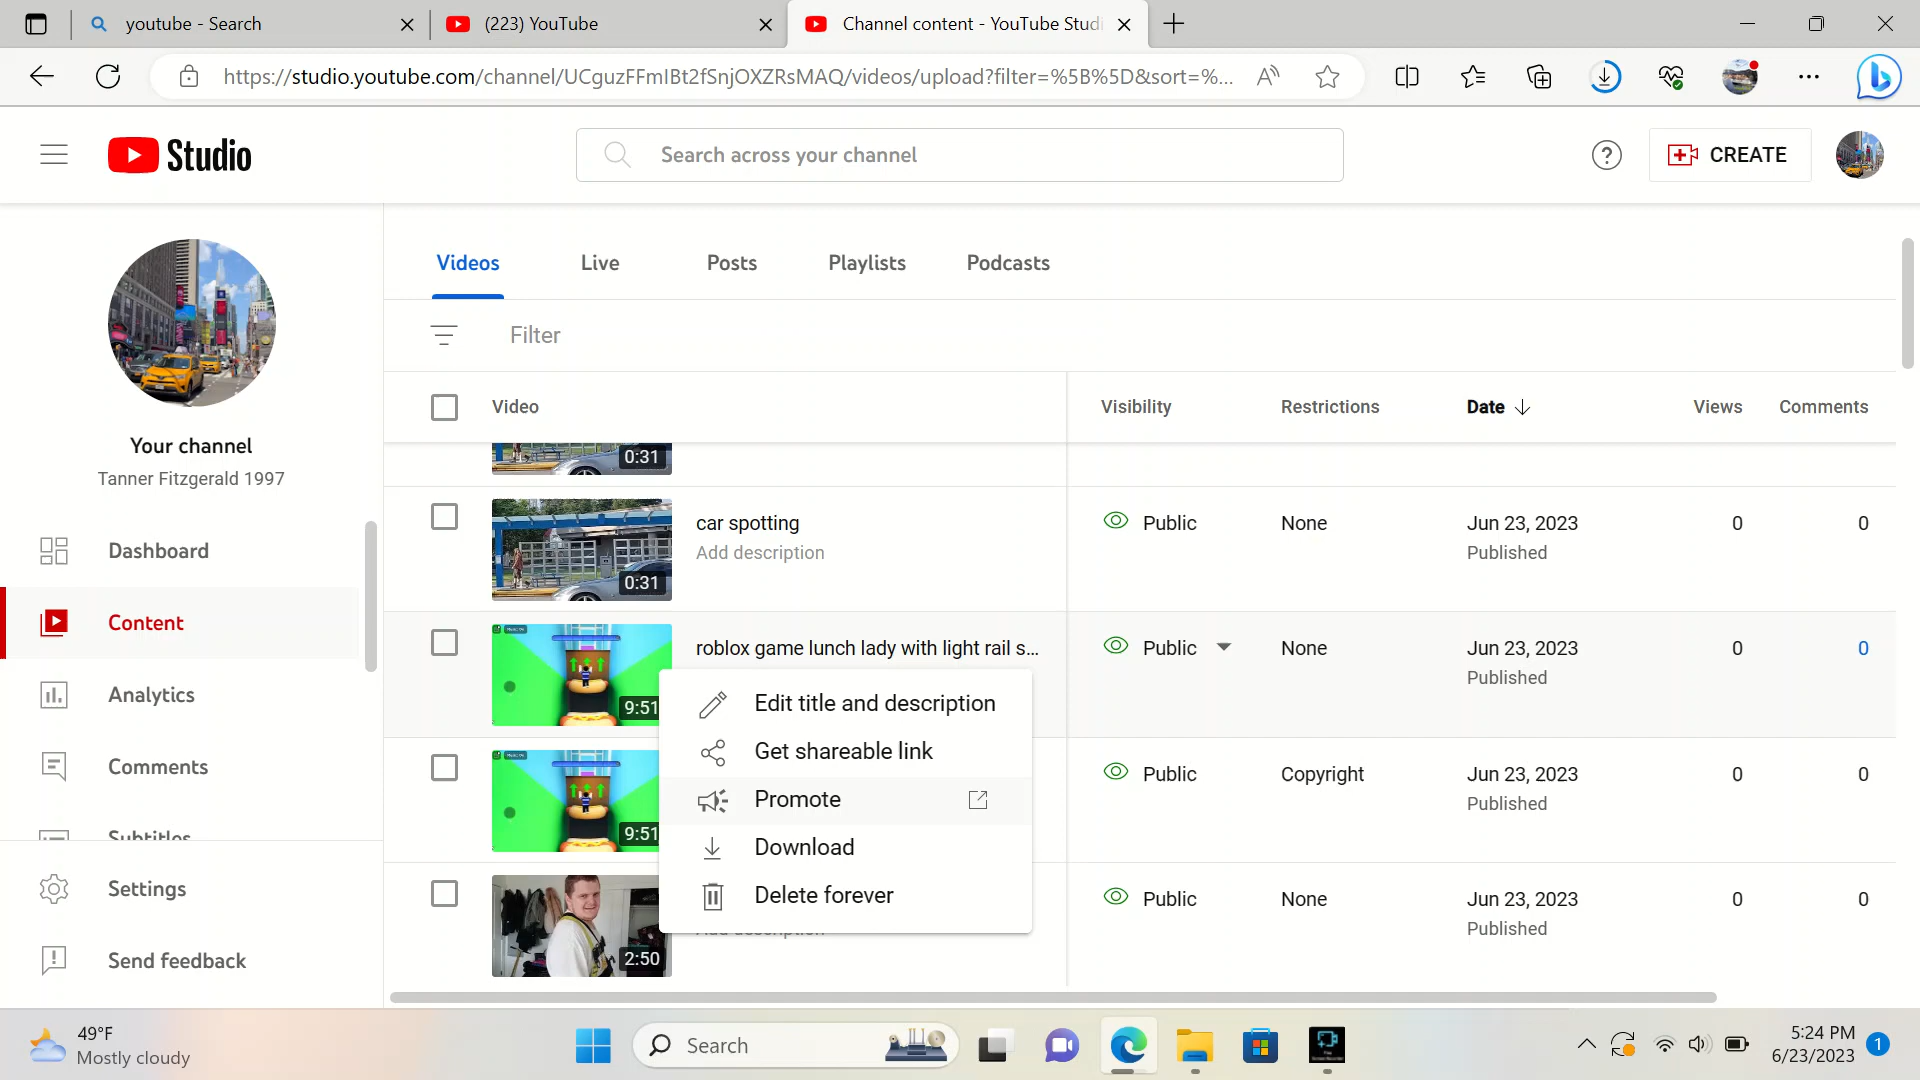 youtube - Search
(223) YouTube
Channel content - YouTube Studi
https://studio.youtube.com/channel/UCguzFFmIBt2fSnjOXZRsMAQ/videos/upload?filter=%5B%5D&sort=%...
Studio
Search across your channel
CREATE
Your channel
Tanner Fitzgerald 1997
Dashboard
Content
Analytics
Comments
Subtitles
Settings
Send feedback
Videos Live Posts Playlists Podcasts
Filter
Video Visibility Restrictions Date Views Comments
0:31
car spotting Public None Jun 23, 2023 0 0
Add description Published
0:31
roblox game lunch lady with light rail s... Public None Jun 23, 2023 0 0
Published
9:51
Edit title and description
Get shareable link
Promote
Download
Delete forever
Public Copyright Jun 23, 2023 0 0
Published
9:51
Public None Jun 23, 2023 0 0
Add description Published
2:50
49°F
Mostly cloudy
Search
5:24 PM
6/23/2023
1